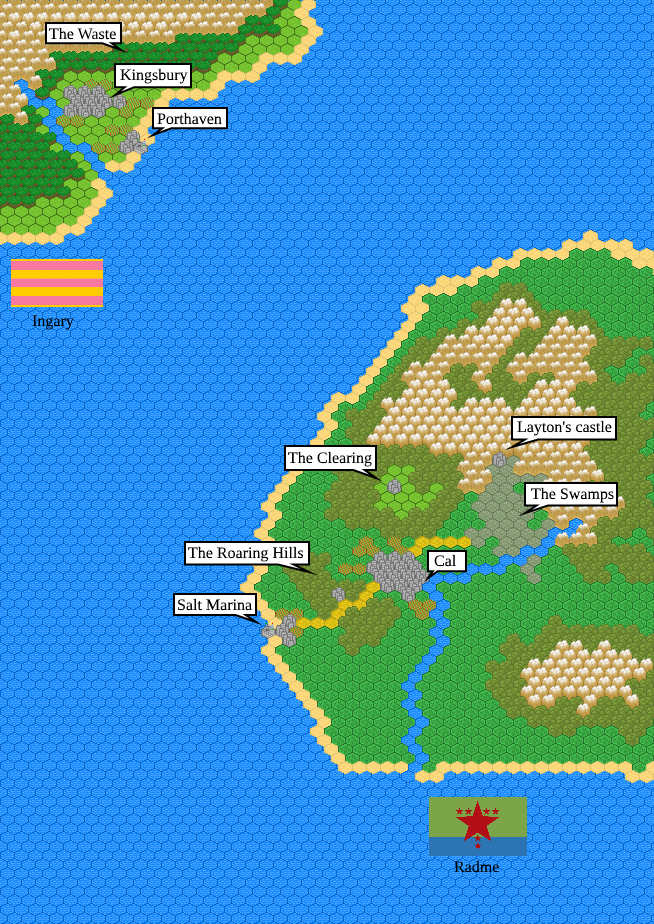 The Waste
Kingsbury
Porthaven
Ingary
Layton's castle
The Clearing
The Swamps
The Roaring Hills
Cal
Salt Marina
Radme